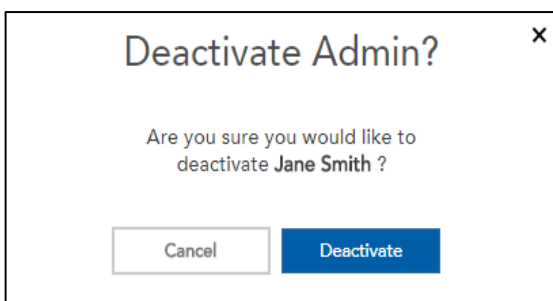 Deactivate Admin?
×
Are you sure you would like to
deactivate Jane Smith ?
Cancel
Deactivate